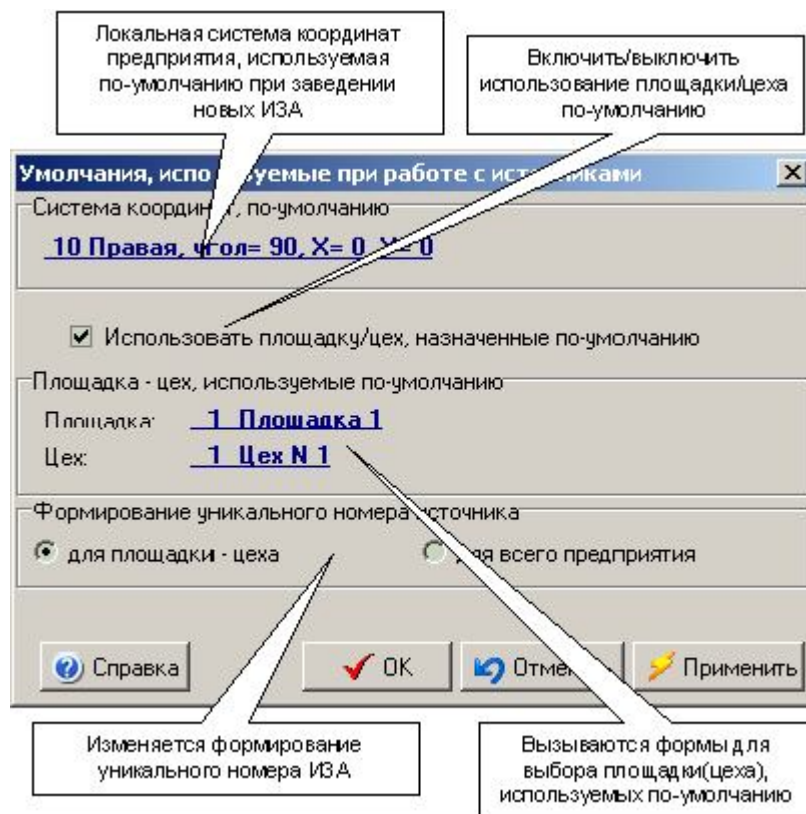 Локальная система координат
предприятия, используемая
по-умолчанию при заведении
новых ИЗА
Включить/выключить
использование площадки/цеха
по-умолчанию
Умолчания, испо уемые при работе с ист иками
Система координат, по-умолчанию
10 Правая, угол= 90, X= 0 Y= 0
Использовать площадку/цех, назначенные по-умолчанию
Площадка - цех, используемые по-умолчанию
Площадка: 1 Площадка 1
Цех: 1 Цех N 1
Формирование уникального номера источника
для площадки - цеха для всего предприятия
Справка OK Отме Применить
Изменяется формирование
уникального номера ИЗА
Вызываются формы для
выбора площадки(цеха),
используемых по-умолчанию